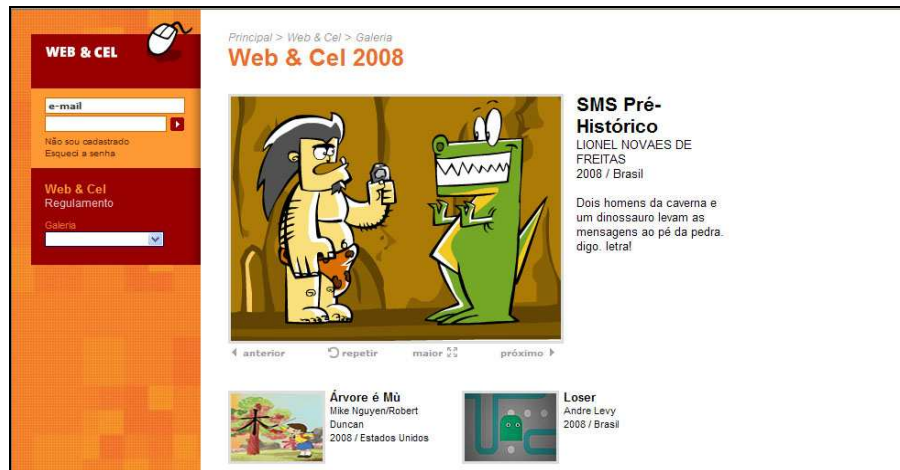 WEB & CEL
e-mail
Não sou cadastrado
Esqueci a senha
Web & Cel
Regulamento
Galeria
Principal > Web & Cel > Galeria
Web & Cel 2008
SMS Pré-
Histórico
LIONEL NOVAES DE
FREITAS
2008 / Brasil
Dois homens da caverna e
um dinossauro levam as
mensagens ao pé da pedra.
digo. letra!
anterior
repetir
maior
próximo
Árvore é Mù
Mike Nguyen/Robert
Duncan
2008 / Estados Unidos
木
Loser
Andre Levy
2008 / Brasil